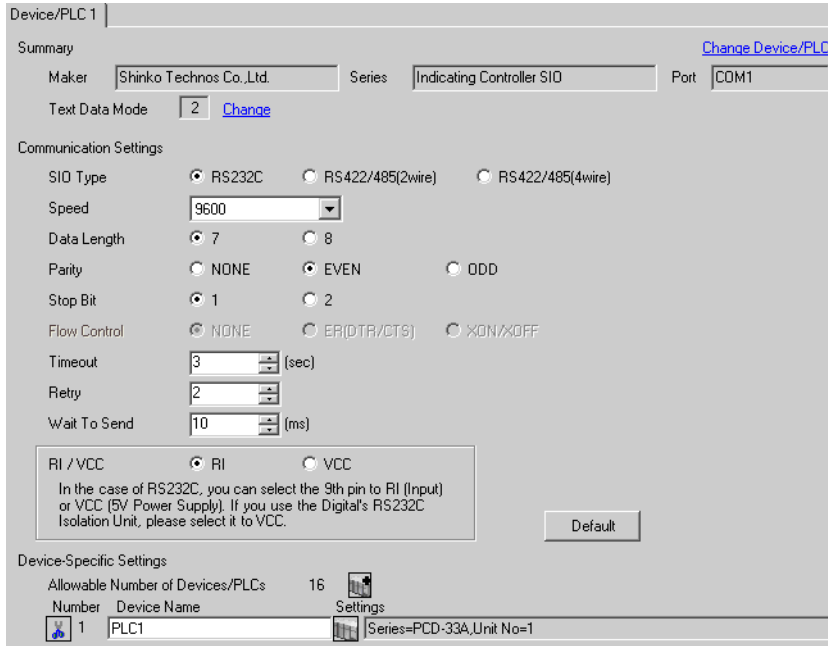 Device/PLC 1
Summary Change Device/PLC
Maker Shinko Technos Co.,Ltd. Series Indicating Controller SIO Port COM1
Text Data Mode 2 Change
Communication Settings
SIO Type RS232C RS422/485(2wire) RS422/485(4wire)
Speed 9600
Data Length 7 8
Parity NONE EVEN ODD
Stop Bit 1 2
Flow Control NONE ER(DTR/CTS) XON/XOFF
Timeout 3 (sec)
Retry 2
Wait To Send 10 (ms)
RI / VCC RI VCC
In the case of RS232C, you can select the 9th pin to RI (Input)
or VCC (5V Power Supply). If you use the Digital's RS232C
Isolation Unit, please select it to VCC.
Default
Device-Specific Settings
Allowable Number of Devices/PLCs 16
Number Device Name Settings
1 PLC1 Series=PCD-33A,Unit No=1